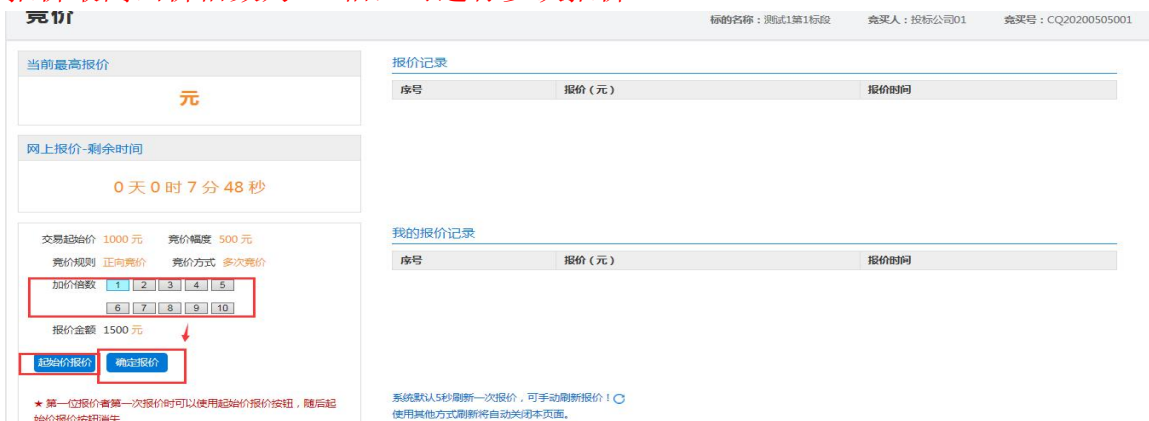 竞价
标的名称：测试1第1标段 竞买人：投标公司01 竞买号：CQ20200505001
当前最高报价
元
网上报价-剩余时间
0 天 0 时 7 分 48 秒
交易起始价 1000 元 竞价幅度 500 元
竞价规则 正向竞价 竞价方式 多次竞价
加价倍数 1 2 3 4 5
6 7 8 9 10
报价金额 1500 元
起始价报价 确定报价
★ 第一位报价者第一次报价时可以使用起始价报价按钮，随后起
始价报价按钮消失
报价记录
序号 报价（元） 报价时间
我的报价记录
序号 报价（元） 报价时间
系统默认5秒刷新一次报价，可手动刷新报价！
使用其他方式刷新将自动关闭本页面。